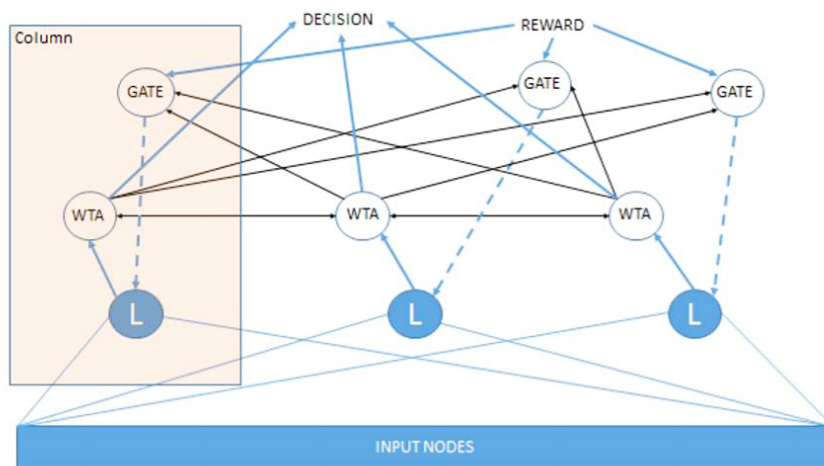 DECISION
REWARD
Column
GATE
GATE
GATE
WTA
WTA
WTA
L
L
L
INPUT NODES